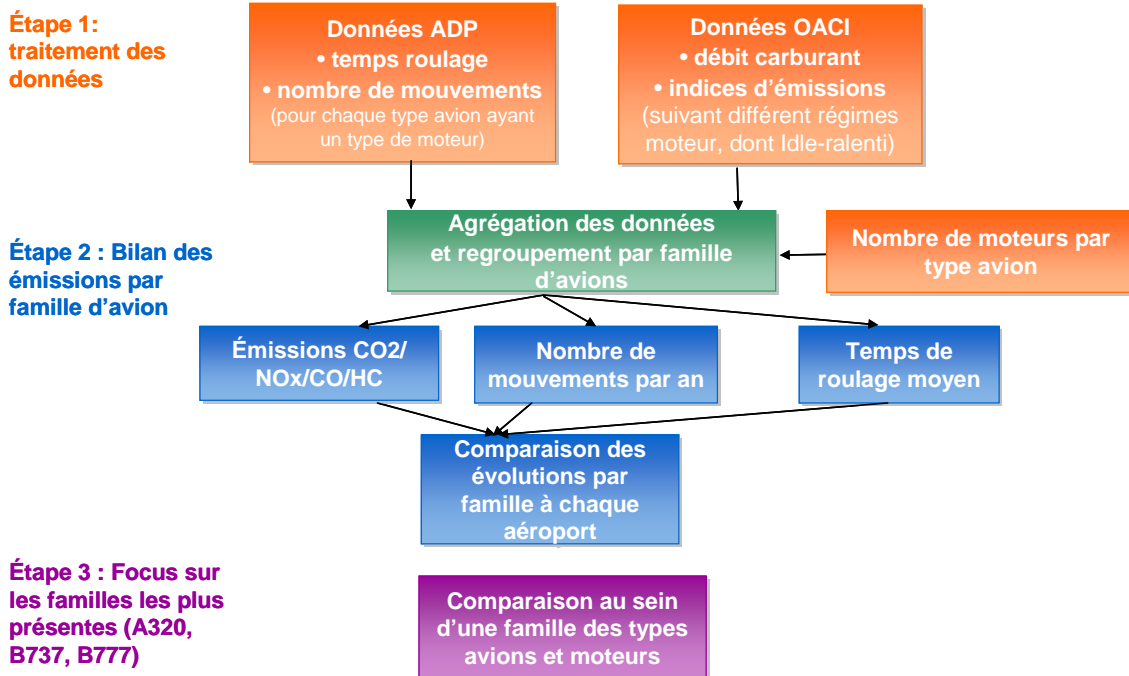 Étape 1:
traitement des
données
Données ADP
• temps roulage
• nombre de mouvements
(pour chaque type avion ayant
un type de moteur)
Données OACI
• débit carburant
• indices d'émissions
(suivant différent régimes
moteur, dont Idle-ralenti)
Étape 2 : Bilan des
émissions par
famille d'avion
Agrégation des données
et regroupement par famille
d'avions
Nombre de moteurs par
type avion
Émissions CO2/
NOx/CO/HC
Nombre de
mouvements par an
Temps de
roulage moyen
Comparaison des
évolutions par
famille à chaque
aéroport
Étape 3 : Focus sur
les familles les plus
présentes (A320,
B737, B777)
Comparaison au sein
d'une famille des types
avions et moteurs